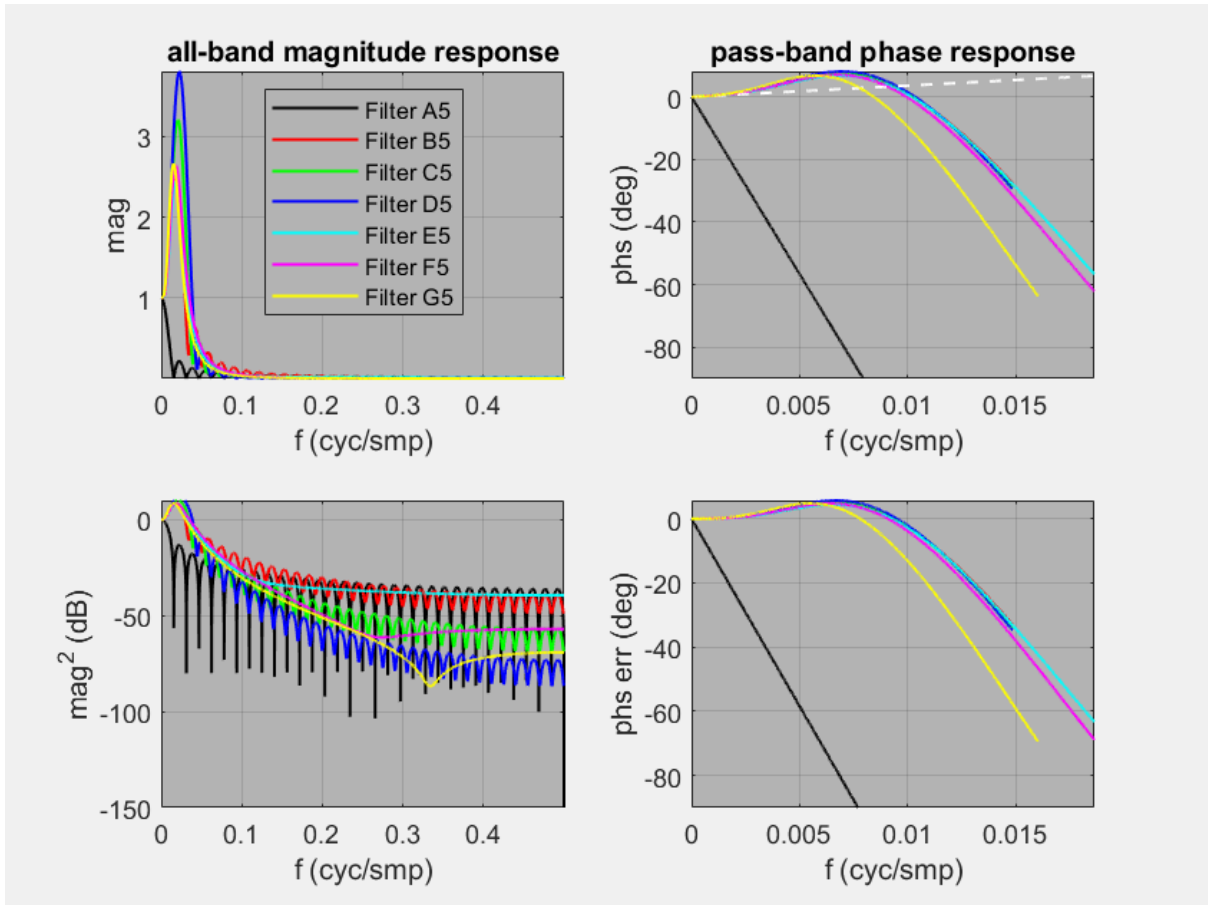 all-band magnitude response
3
2
1
mag
Filter A5
Filter B5
Filter C5
Filter D5
Filter E5
Filter F5
Filter G5
0 0.1 0.2 0.3 0.4
f (cyc/smp)
pass-band phase response
0
-20
-40
-60
-80
phs (deg)
0 0.005 0.01 0.015
f (cyc/smp)
0
-50
-100
-150
mag^2 (dB)
0 0.1 0.2 0.3 0.4
f (cyc/smp)
0
-20
-40
-60
-80
phs err (deg)
0 0.005 0.01 0.015
f (cyc/smp)